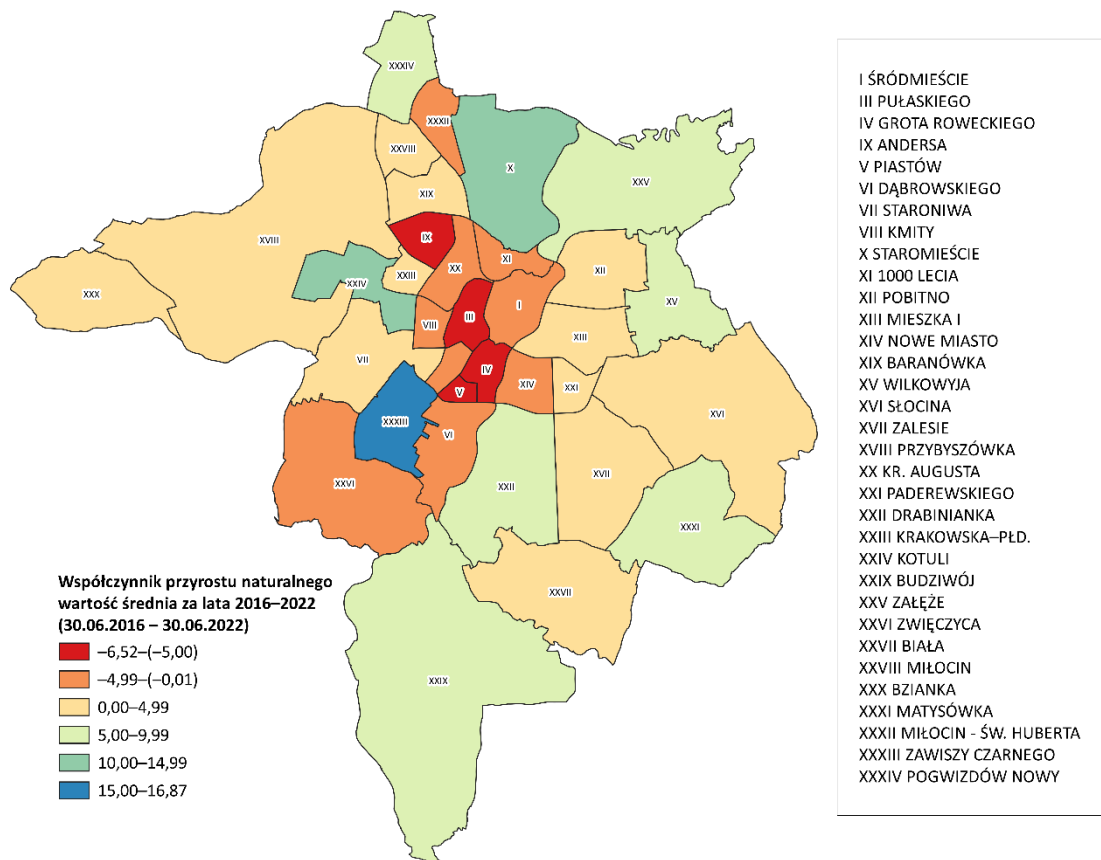 XXXIV
XXXII
XXVIII
X
XXV
XIX
IX
XVIII
XX
XI
XII
XXIII
XXIV
XXX
XV
I
III
VIII
XIII
VII
IV
XIV
XXI
V
XVI
XXXIII
VI
XXVI
XXII
XVII
XXXI
XXVII
XXIX
Współczynnik przyrostu naturalnego
wartość średnia za lata 2016–2022
(30.06.2016 – 30.06.2022)
–6,52–(–5,00)
–4,99–(–0,01)
0,00–4,99
5,00–9,99
10,00–14,99
15,00–16,87
I ŚRÓDMIEŚCIE
III PUŁASKIEGO
IV GROTA ROWECKIEGO
IX ANDERSA
V PIASTÓW
VI DĄBROWSKIEGO
VII STARONIWA
VIII KMITY
X STAROMIEŚCIE
XI 1000 LECIA
XII POBITNO
XIII MIESZKA I
XIV NOWE MIASTO
XIX BARANÓWKA
XV WILKOWYJA
XVI SŁOCINA
XVII ZALESIE
XVIII PRZYBYSZÓWKA
XX KR. AUGUSTA
XXI PADEREWSKIEGO
XXII DRABINIANKA
XXIII KRAKOWSKA–PŁD.
XXIV KOTULI
XXIX BUDZIWÓJ
XXV ZAŁĘŻE
XXVI ZWIĘCZYCA
XXVII BIAŁA
XXVIII MIŁOCIN
XXX BZIANKA
XXXI MATYSÓWKA
XXXII MIŁOCIN - ŚW. HUBERTA
XXXIII ZAWISZY CZARNEGO
XXXIV POGWIZDÓW NOWY